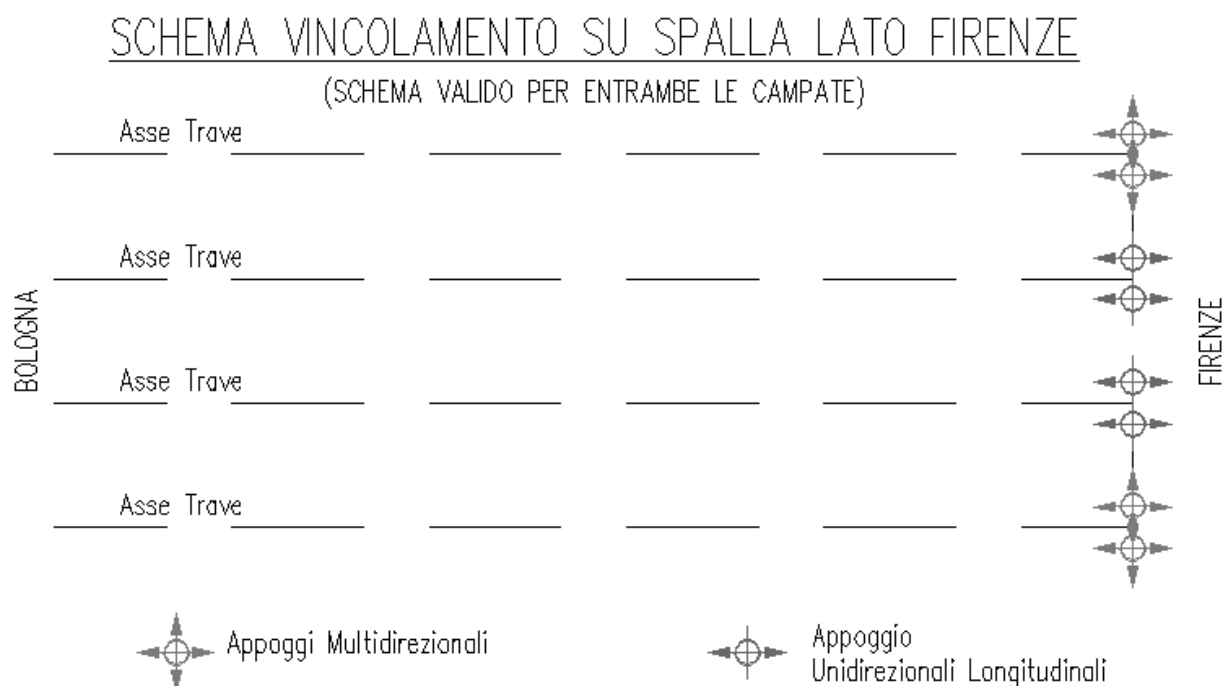 SCHEMA VINCOLAMENTO SU SPALLA LATO FIRENZE
(SCHEMA VALIDO PER ENTRAMBE LE CAMPATE)
Asse Trave
Asse Trave
BOLOGNA
FIRENZE
Asse Trave
Asse Trave
Appoggi Multidirezionali
Appoggio
Unidirezionali Longitudinali